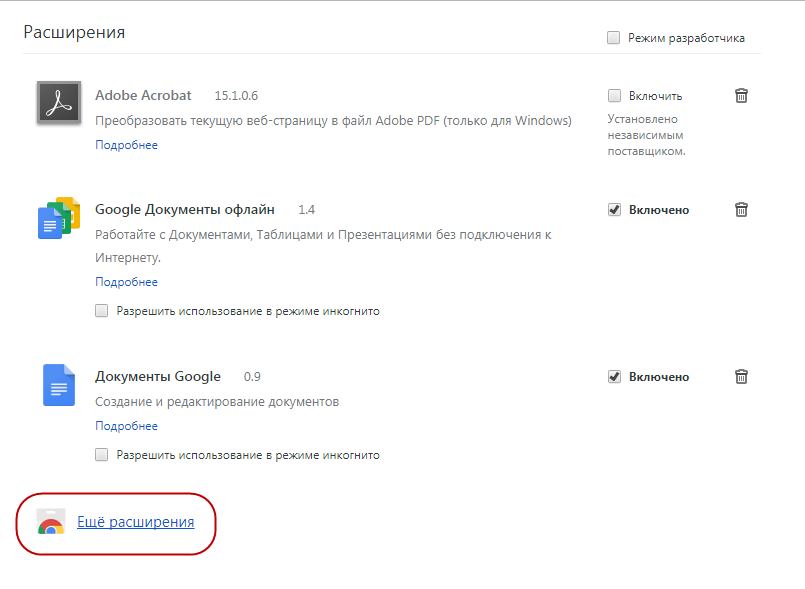 Расширения
Режим разработчика
Adobe Acrobat 15.1.0.6
Включить
Преобразовать текущую веб-страницу в файл Adobe PDF (только для Windows)
Установлено
независимым
поставщиком.
Подробнее
Google Документы офлайн 1.4
Включено
Работайте с Документами, Таблицами и Презентациями без подключения к
Интернету.
Подробнее
Разрешить использование в режиме инкогнито
Документы Google 0.9
Включено
Создание и редактирование документов
Подробнее
Разрешить использование в режиме инкогнито
Ещё расширения